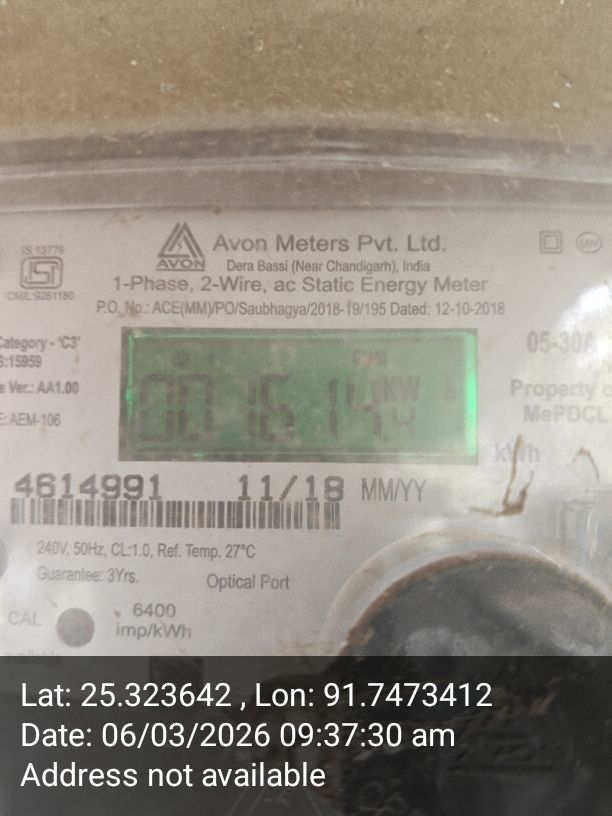 IS:13779
CM/L:9281180
AVON
Avon Meters Pvt. Ltd.
Dera Bassi (Near Chandigarh), India
1-Phase, 2-Wire, ac Static Energy Meter
P.O. No.: ACE(MM)/PO/Saubhagya/2018-19/195 Dated: 12-10-2018
Category - 'C3'
S:15959
e Ver.: AA1.00
E: AEM-106
05-30A
Property o
MePDCL
kWh
4614991 11/18 MM/YY
240V, 50Hz, CL:1.0, Ref. Temp. 27°C
Guarantee: 3Yrs.
Optical Port
CAL
6400
imp/kWh
Lat: 25.323642 , Lon: 91.7473412
Date: 06/03/2026 09:37:30 am
Address not available